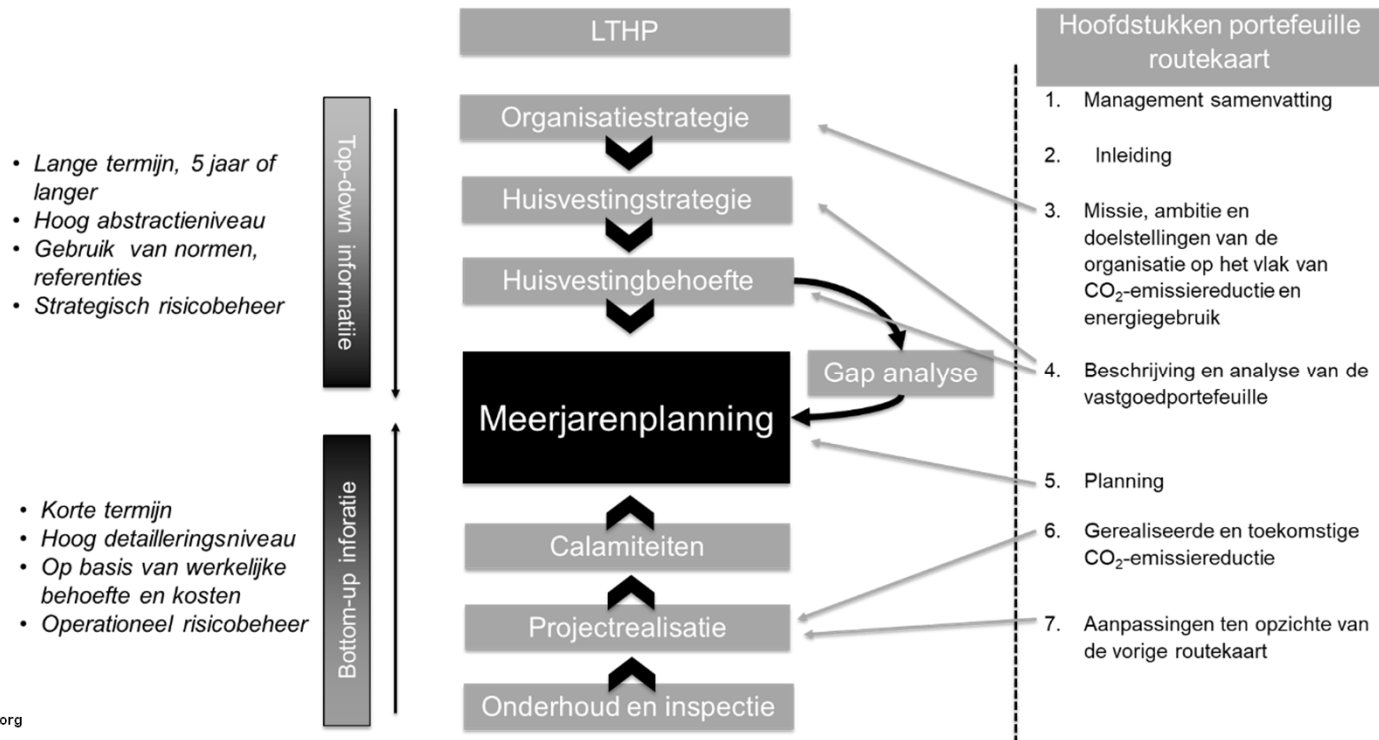 LTHP
Organisatiestrategie
Huisvestingstrategie
Huisvestingbehoefte
Gap analyse
Meerjarenplanning
Calamiteiten
Projectrealisatie
Onderhoud en inspectie
Top-down informatiie
• Lange termijn, 5 jaar of
langer
• Hoog abstractieniveau
• Gebruik van normen,
referenties
• Strategisch risicobeheer
Bottom-up inforatie
• Korte termijn
• Hoog detailleringsniveau
• Op basis van werkelijke
behoefte en kosten
• Operationeel risicobeheer
org
Hoofdstukken portefeuille
routekaart
1. Management samenvatting
2. Inleiding
3. Missie, ambitie en
doelstellingen van de
organisatie op het vlak van
CO₂-emissiereductie en
energiegebruik
4. Beschrijving en analyse van de
vastgoedportefeuille
5. Planning
6. Gerealiseerde en toekomstige
CO₂-emissiereductie
7. Aanpassingen ten opzichte van
de vorige routekaart